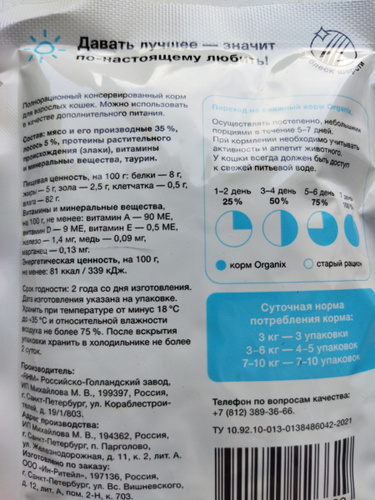 Давать лучшее — значит
по-настоящему любить!
Полнорационный консервированный корм
для взрослых кошек. Можно использовать
в качестве дополнительного питания.
Состав: мясо и его производные 35 %,
5 %, протеины растительного
происхождения (злаки), витамины
и минеральные вещества, таурин.
Пищевая ценность, на 100 г: белки — 8 г,
жиры — 5 г, зола — 2,5 г, клетчатка — 0,5 г,
влага — 82 г.
Витамины и минеральные вещества,
на 100 г, не менее: витамин A — 90 ME,
витамин D — 9 ME, витамин E — 0,5 ME,
железо — 1,4 мг, медь — 0,09 мг,
марганец — 0,13 мг.
Энергетическая ценность, на 100 г,
не менее: 81 ккал / 339 кДж.
Срок годности: 2 года со дня изготовления.
Дата изготовления указана на упаковке.
Хранить при температуре от минус 18 °C
до +35 °C и относительной влажности
воздуха не более 75 %. После вскрытия
упаковки хранить в холодильнике не более
2 суток.
Производитель:
Российско-Голландский завод,
ИП Михайлова М. В., 199397, Россия,
г. Санкт-Петербург, ул. Кораблестрои-
телей, д. 19/1/803.
Адрес производства:
ИП Михайлова М. В., 194362, Россия,
г. Санкт-Петербург, п. Парголово,
ул. Железнодорожная, д. 11, к. 2, лит. А.
Изготовлено по заказу:
ООО «Ин-Ритейл», 197136, Россия,
г. Санкт-Петербург, ул. Вс. Вишневского,
д. 12, лит. А, пом. 2-Н, к. 703.
Переход на влажный корм Organix
Осуществлять постепенно, небольшими
порциями в течение 5–7 дней.
При кормлении необходимо учитывать
активность и аппетит животного.
У кошки всегда должен быть доступ
к свежей питьевой воде.
1–2 день 3–4 день 5–6 день 7 день
25% 50% 75% 100%
корм Organix старый рацион
Суточная норма
потребления корма:
3 кг — 3 упаковки
3–6 кг — 4–5 упаковок
7–10 кг — 7–10 упаковок
Телефон по вопросам качества:
+7 (812) 389-36-66.
ТУ 10.92.10-013-0138486042-2021